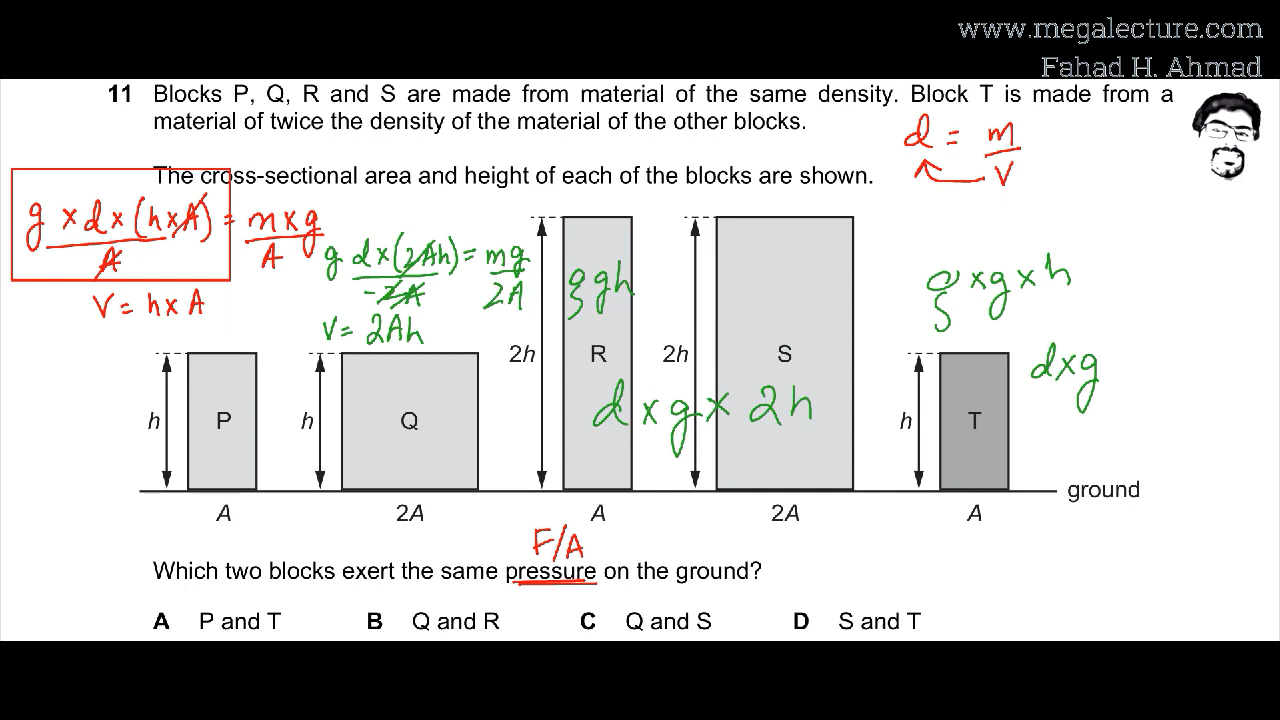 www.megalecture.com
Fahad H. Ahmad
11 Blocks P, Q, R and S are made from material of the same density. Block T is made from a
material of twice the density of the material of the other blocks.
d = m/V
The cross-sectional area and height of each of the blocks are shown.
g × d × (h × A) / A = m × g / A
V = h × A
g d × (2Ah) / 2A = mg / 2A
V = 2Ah
ρgh
ρ × g × h
d × g
2h R 2h S
d × g × 2h
h P h Q h T
ground
A 2A A 2A A
F/A
Which two blocks exert the same pressure on the ground?
A P and T B Q and R C Q and S D S and T